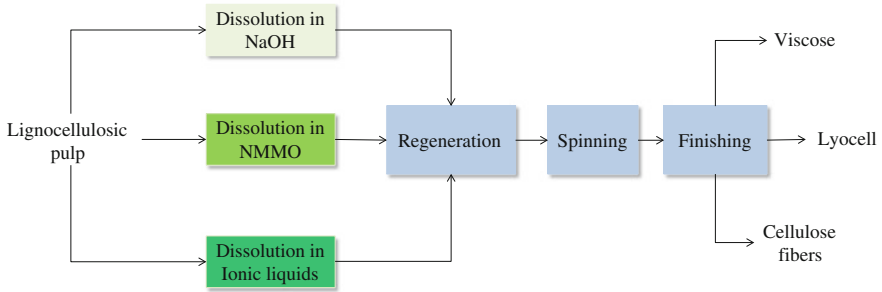 Dissolution in
NaOH
Viscose
Lignocellulosic
pulp
Dissolution in
NMMO
Regeneration
Spinning
Finishing
Lyocell
Dissolution in
Ionic liquids
Cellulose
fibers